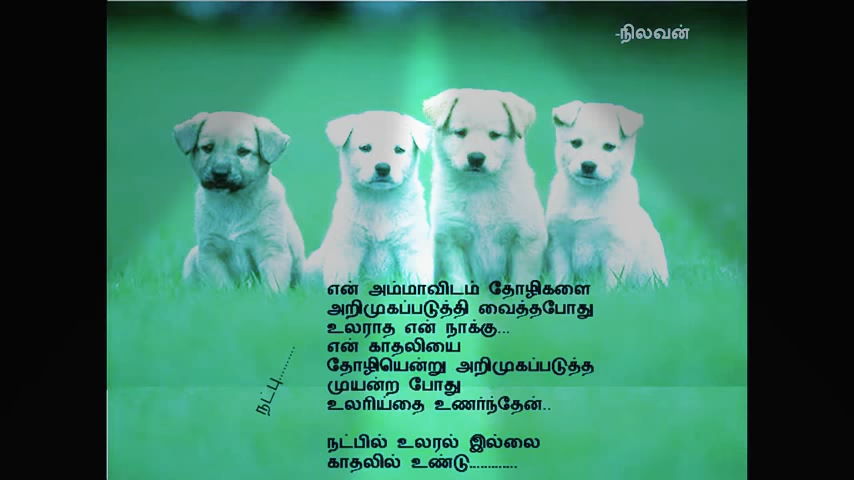 -நிலவன்
என் அம்மாவிடம் தோழிகளை
அறிமுகப்படுத்தி வைத்தபோது
உலராத என் நாக்கு...
என் காதலியை
தோழியென்று அறிமுகப்படுத்த
முயன்ற போது
உலரியதை உணர்ந்தேன்..
நட்பு.........
நட்பில் உலரல் இல்லை
காதலில் உண்டு.............